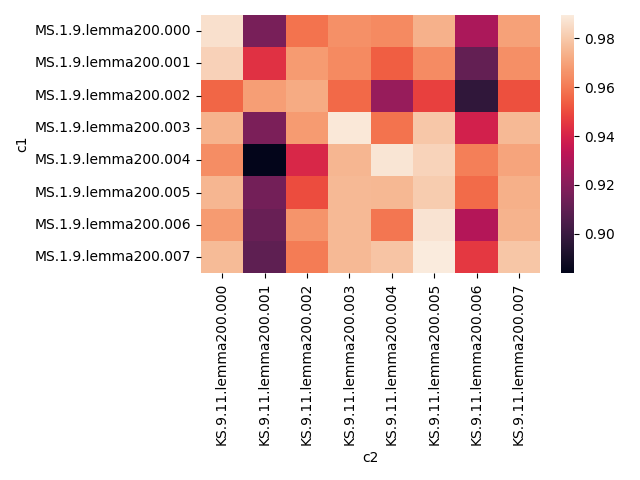 MS.1.9.lemma200.000
MS.1.9.lemma200.001
MS.1.9.lemma200.002
MS.1.9.lemma200.003
MS.1.9.lemma200.004
MS.1.9.lemma200.005
MS.1.9.lemma200.006
MS.1.9.lemma200.007
c1
KS.9.11.lemma200.000
KS.9.11.lemma200.001
KS.9.11.lemma200.002
KS.9.11.lemma200.003
KS.9.11.lemma200.004
KS.9.11.lemma200.005
KS.9.11.lemma200.006
KS.9.11.lemma200.007
c2
0.98
0.96
0.94
0.92
0.90